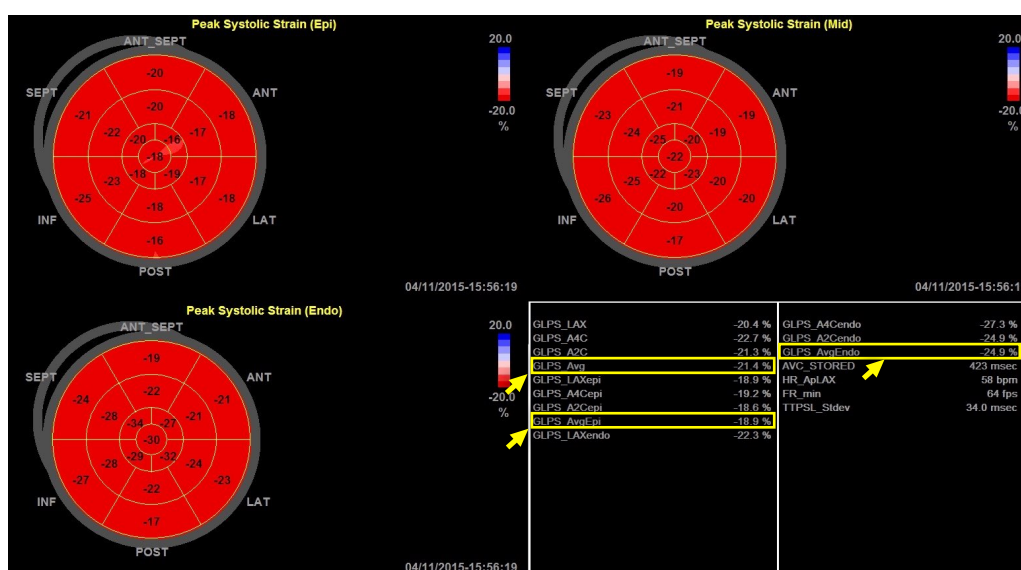 Peak Systolic Strain (Epi)
ANT_SEPT
20.0
SEPT
ANT
-20.0
%
INF
LAT
POST
-20
-21
-18
-20
-22
-17
-20
-16
-18
-18
-19
-23
-17
-25
-18
-18
-16
04/11/2015-15:56:19
Peak Systolic Strain (Mid)
ANT_SEPT
20.0
SEPT
ANT
-20.0
%
INF
LAT
POST
-19
-23
-19
-21
-24
-19
-25
-20
-22
-22
-23
-25
-20
-26
-20
-20
-17
04/11/2015-15:56:1
Peak Systolic Strain (Endo)
ANT_SEPT
20.0
SEPT
ANT
-20.0
%
INF
LAT
POST
-19
-24
-21
-22
-28
-21
-34
-27
-30
-29
-32
-28
-24
-27
-23
-22
-17
04/11/2015-15:56:19
GLPS_LAX -20.4 %
GLPS_A4C -22.7 %
GLPS_A2C -21.3 %
GLPS_Avg -21.4 %
GLPS_LAXepi -18.9 %
GLPS_A4Cepi -19.2 %
GLPS_A2Cepi -18.6 %
GLPS_AvgEpi -18.9 %
GLPS_LAXendo -22.3 %
GLPS_A4Cendo -27.3 %
GLPS_A2Cendo -24.9 %
GLPS_AvgEndo -24.9 %
AVC_STORED 423 msec
HR_ApLAX 58 bpm
FR_min 64 fps
TTPSL_Stdev 34.0 msec